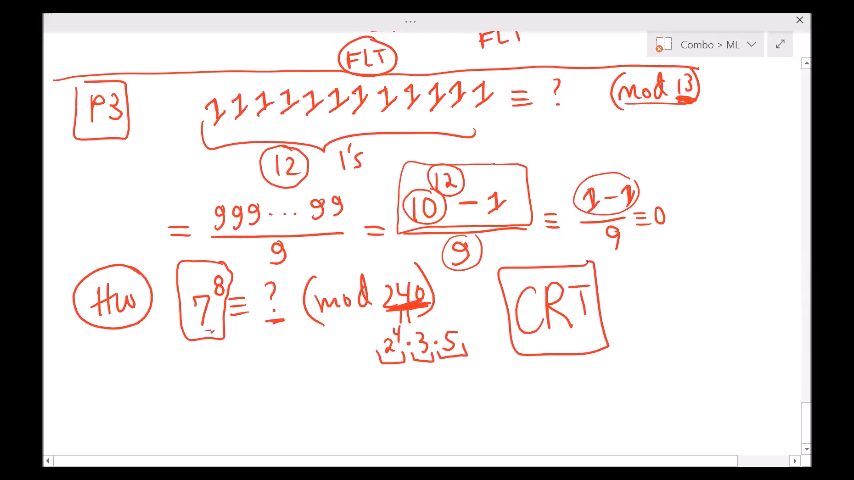 Combo > ML
FLT
FLT
P3 111111111111 ≡ ? (mod 13)
12 1's
= 999...99/9 = 10^12 - 1/9 ≡ 1-1/9 ≡ 0
HW 7^8 ≡ ? (mod 240) CRT
2^4 · 3 · 5